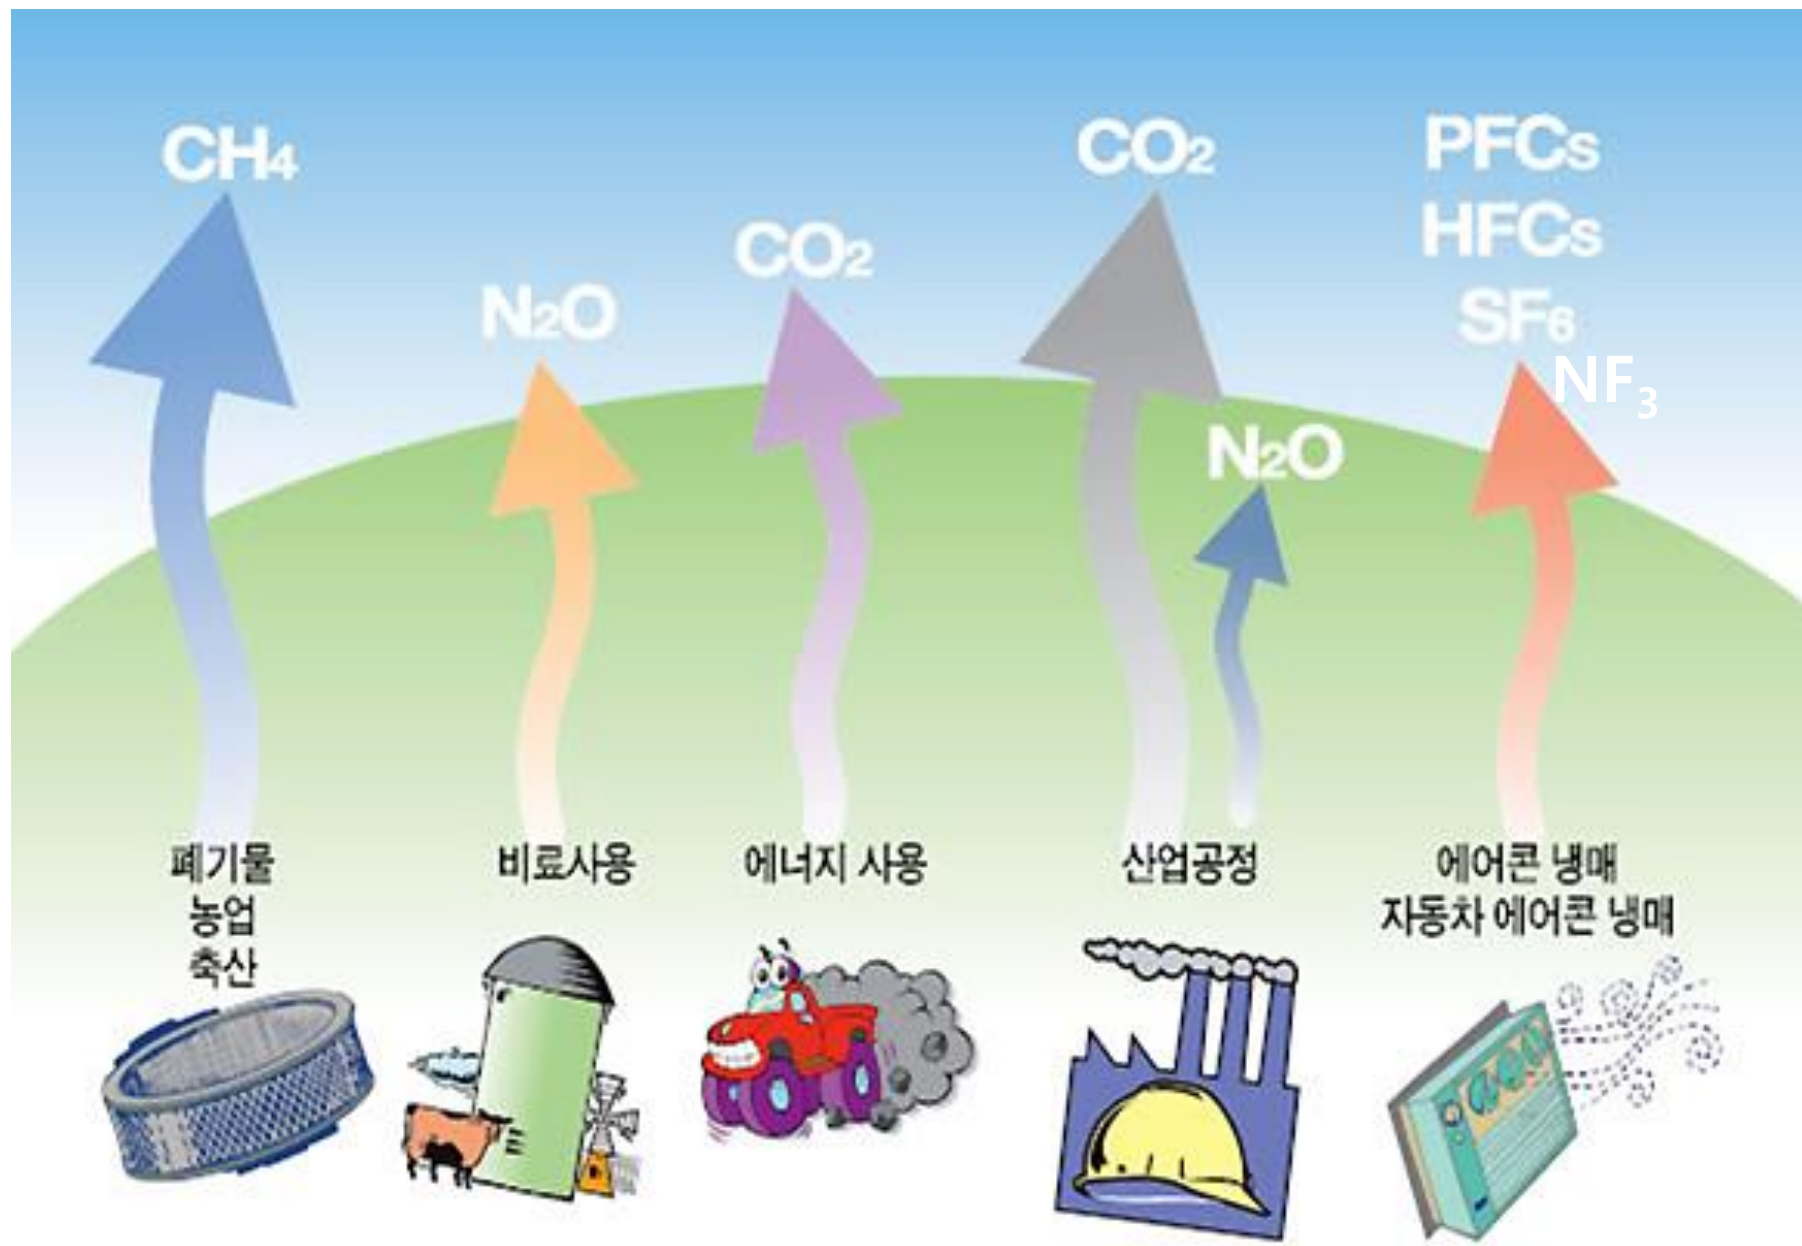 CH4
N2O
CO2
CO2
N2O
PFCs
HFCs
SF6
NF3
폐기물
농업
축산
비료사용
에너지 사용
산업공정
에어콘 냉매
자동차 에어콘 냉매